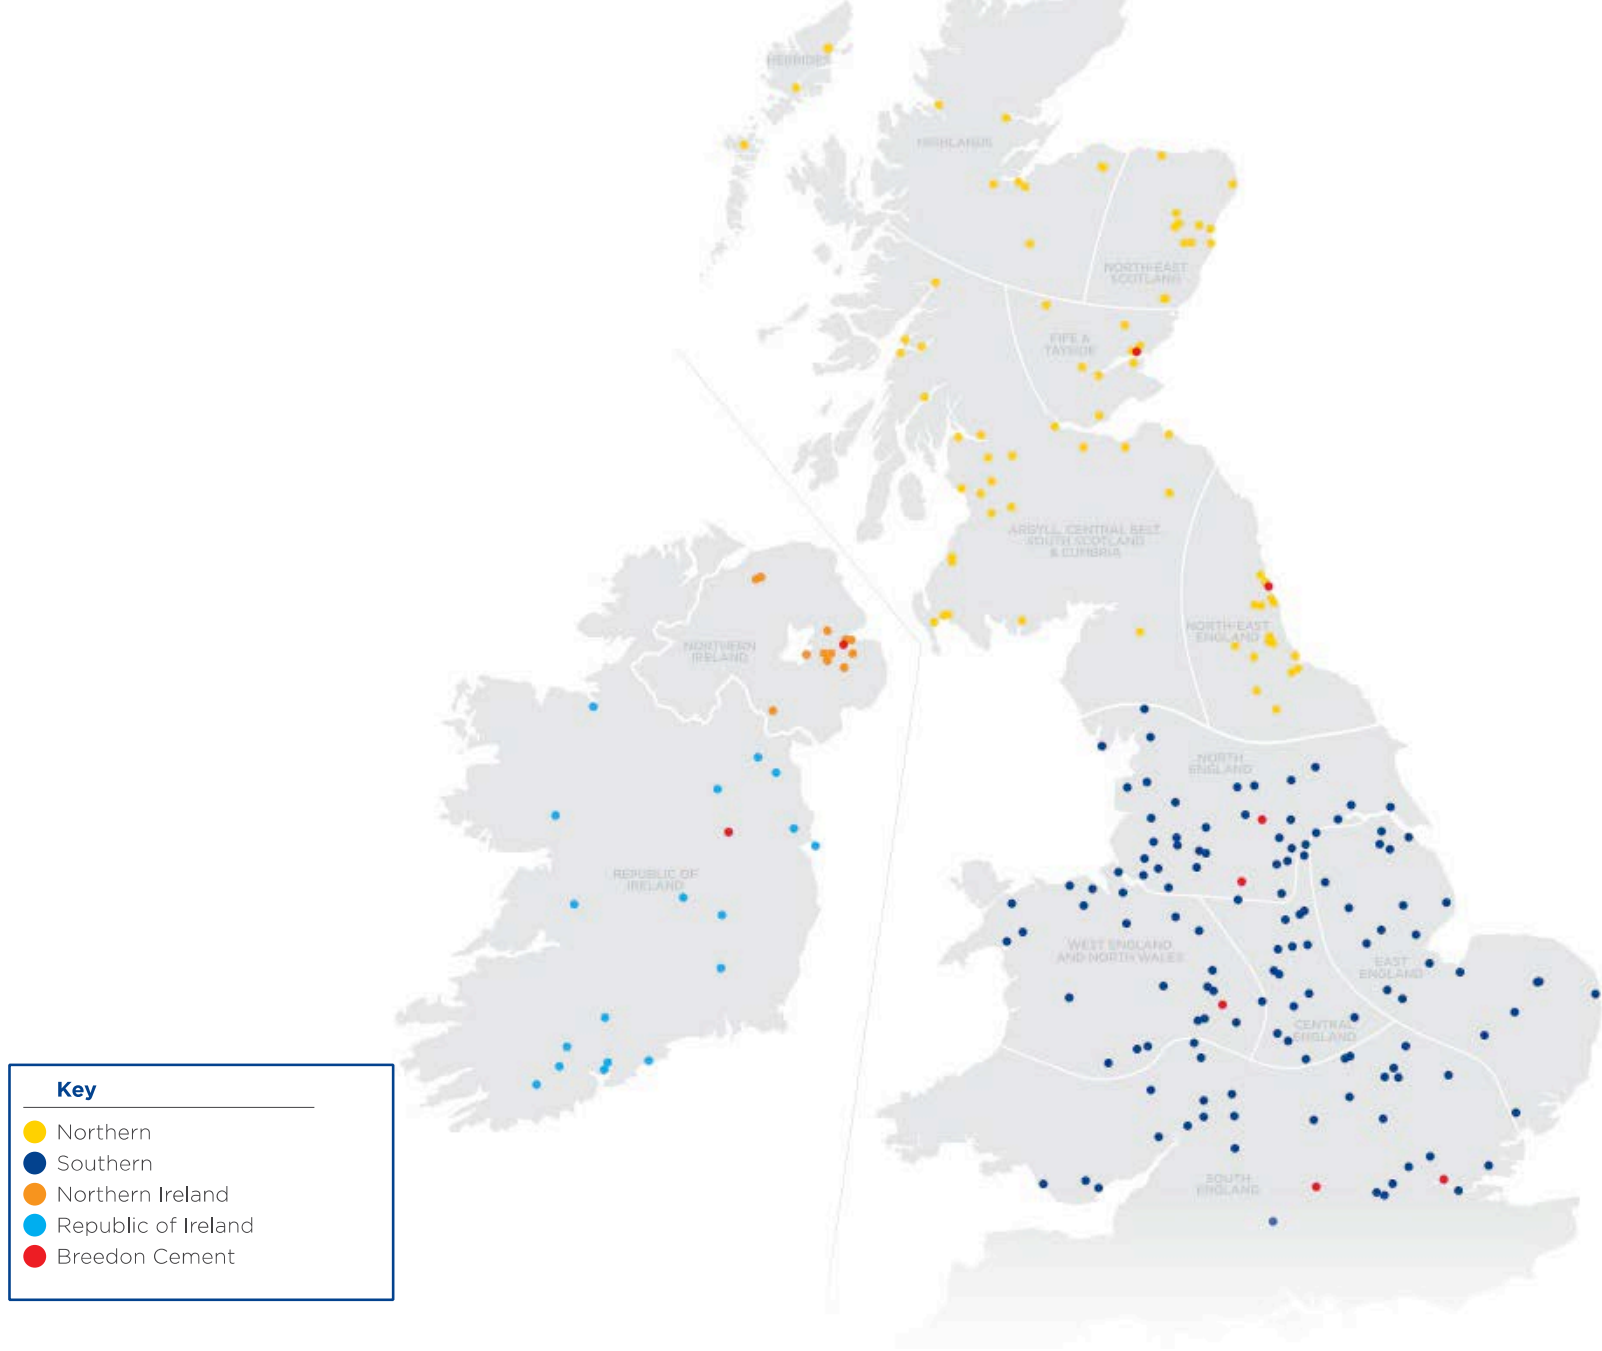 HEBRIDES
HIGHLANDS
NORTH-EAST
SCOTLAND
FIFE &
TAYSIDE
ARGYLL, CENTRAL BELT,
SOUTH SCOTLAND
& CUMBRIA
NORTH-EAST
ENGLAND
NORTHERN
IRELAND
NORTH
ENGLAND
REPUBLIC OF
IRELAND
WEST ENGLAND
AND NORTH WALES
EAST
ENGLAND
CENTRAL
ENGLAND
SOUTH
ENGLAND
Key
Northern
Southern
Northern Ireland
Republic of Ireland
Breedon Cement